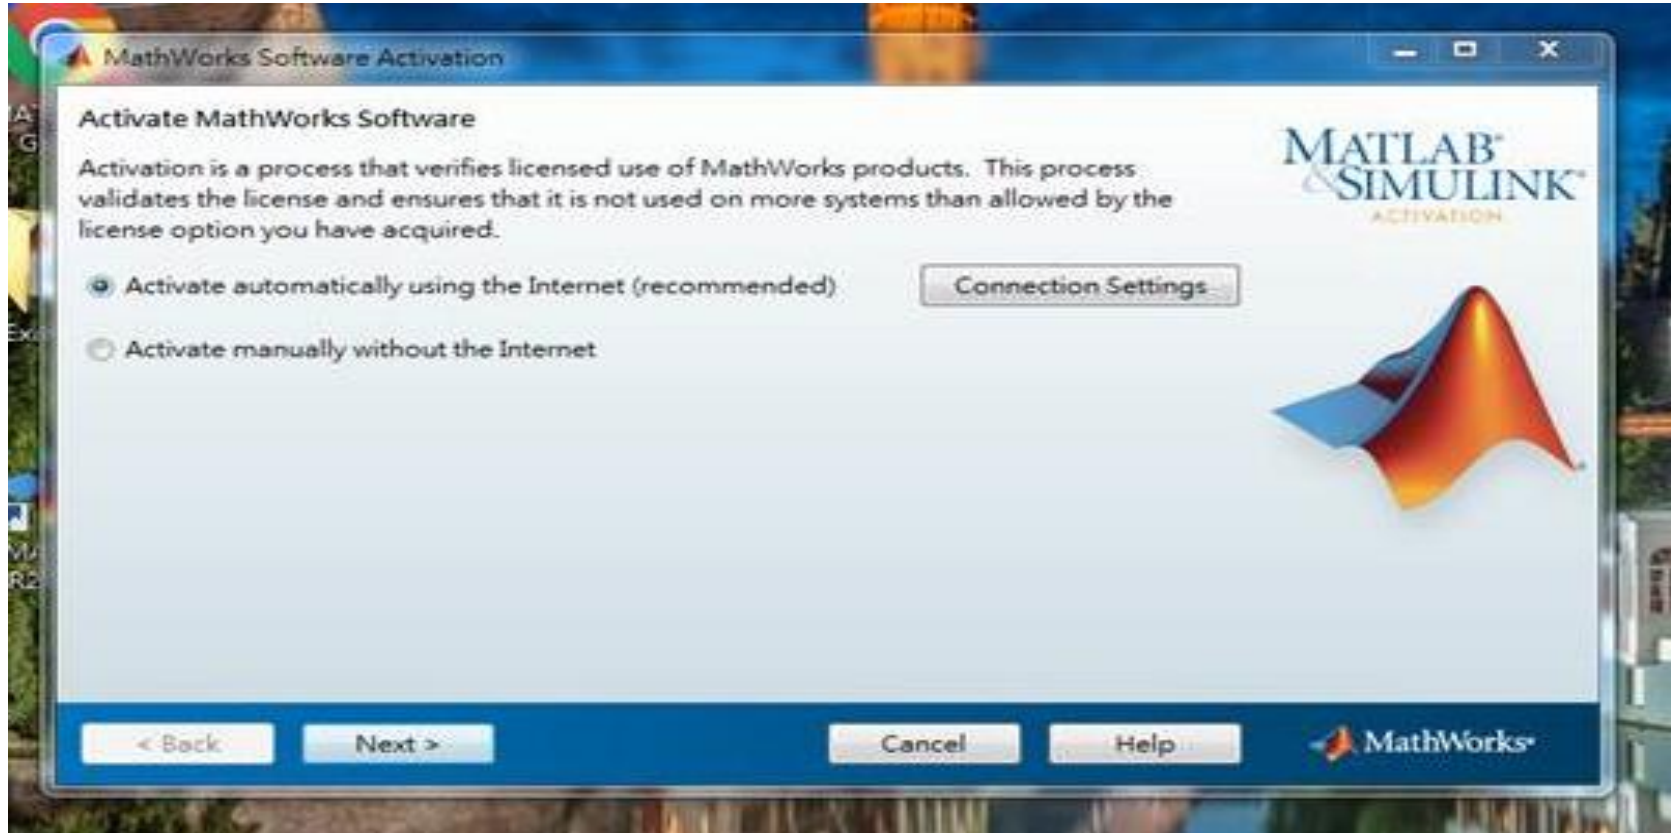 MathWorks Software Activation
Activate MathWorks Software
Activation is a process that verifies licensed use of MathWorks products. This process
validates the license and ensures that it is not used on more systems than allowed by the
license option you have acquired.
Activate automatically using the Internet (recommended)
Connection Settings
Activate manually without the Internet
MATLAB®
&SIMULINK®
ACTIVATION
< Back
Next >
Cancel
Help
MathWorks®